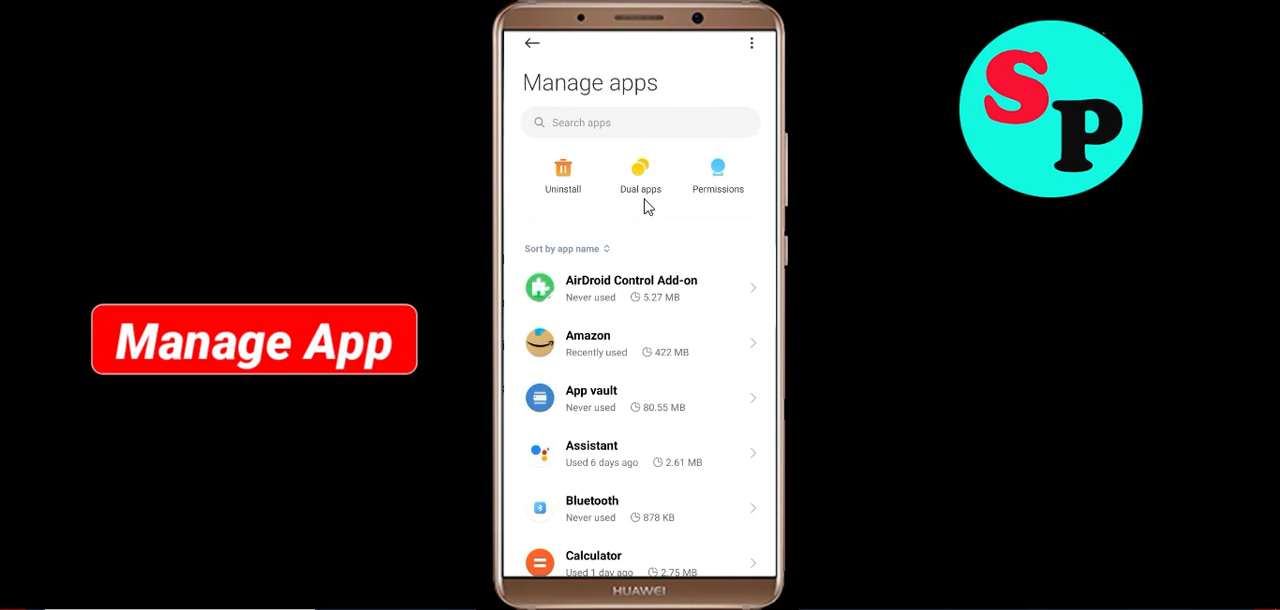 Manage apps
Search apps
Uninstall Dual apps Permissions
Sort by app name
AirDroid Control Add-on
Never used 5.27 MB
Amazon
Recently used 422 MB
App vault
Never used 80.55 MB
Assistant
Used 6 days ago 2.61 MB
Bluetooth
Never used 878 KB
Calculator
Used 1 day ago 2.75 MB
HUAWEI
Manage App
SP